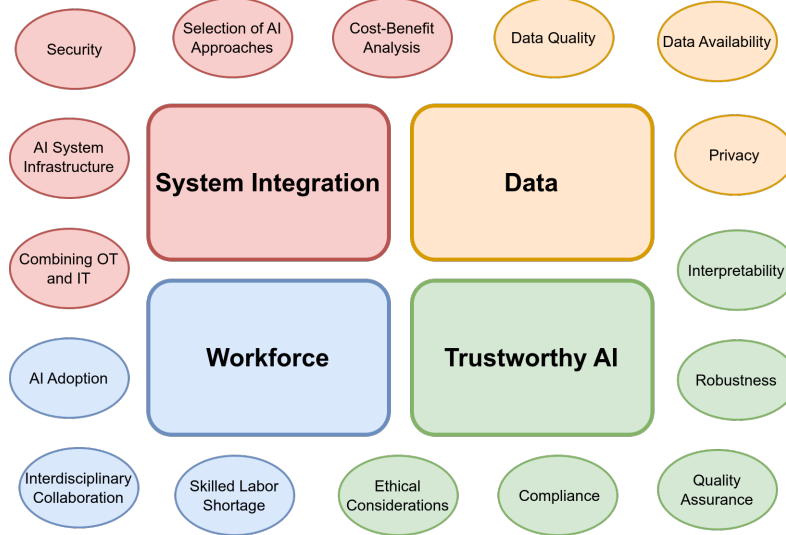 Security
Selection of AI
Approaches
Cost-Benefit
Analysis
Data Quality
Data Availability
AI System
Infrastructure
System Integration
Data
Privacy
Combining OT
and IT
Interpretability
AI Adoption
Workforce
Trustworthy AI
Robustness
Interdisciplinary
Collaboration
Skilled Labor
Shortage
Ethical
Considerations
Compliance
Quality
Assurance